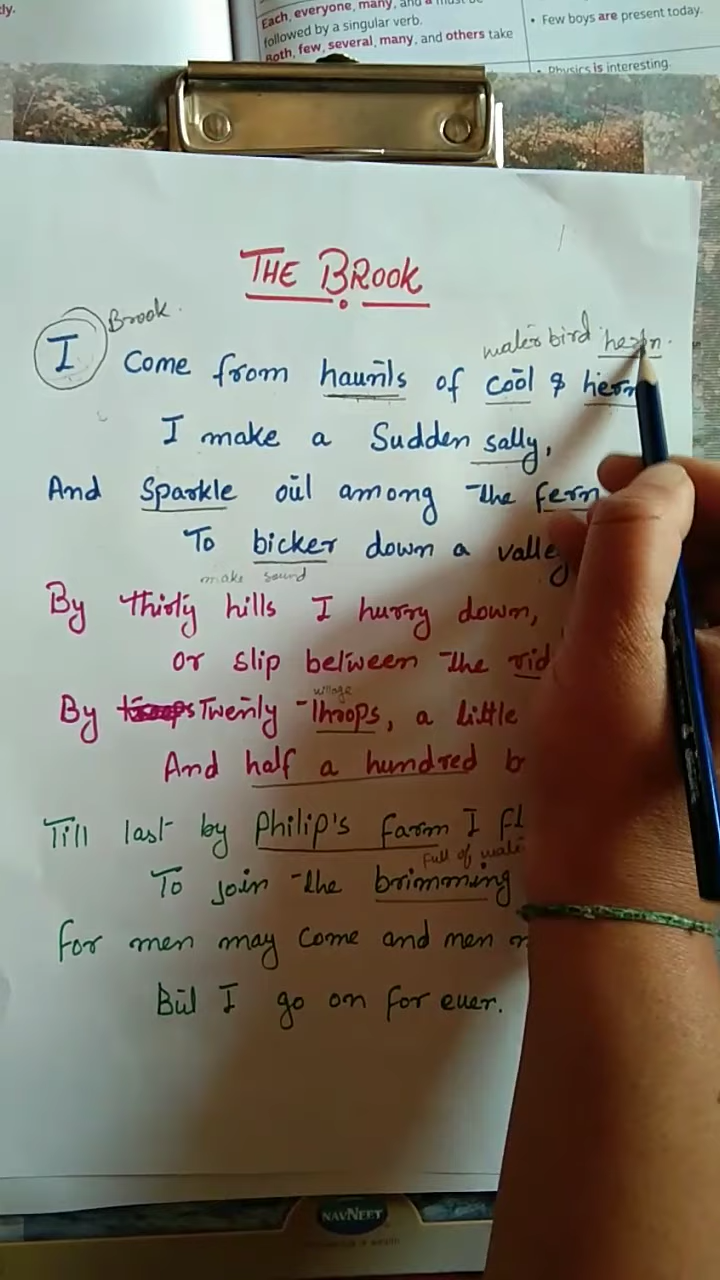 ly.
Each, everyone, many, and a must be
followed by a singular verb.
Both, few, several, many, and others take
• Few boys are present today.
• Physics is interesting.
THE BROOK
Brook.
water bird hern.
I Come from haunts of cool & hern
I make a Sudden sally,
And Sparkle out among the fern
To bicker down a valley
make sound
By thirty hills I hurry down,
or slip between the rid
village
By Twenty Throops, a little
And half a hundred b
Till last by Philip's farm I fl
Full of water
To join the brimming
for men may come and men m
But I go on for ever.
NAVNEET